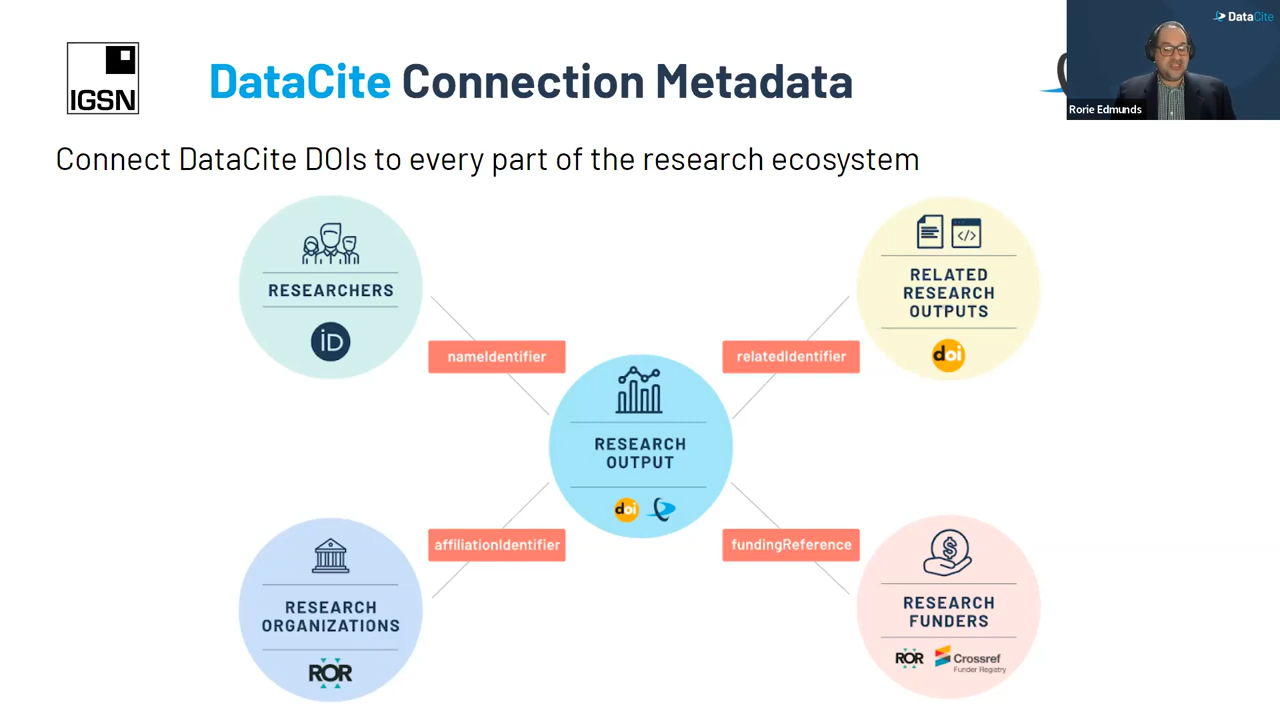 IGSN
DataCite Connection Metadata
DataCite
Rorie Edmunds
Connect DataCite DOIs to every part of the research ecosystem
RESEARCHERS
iD
RELATED
RESEARCH
OUTPUTS
doi
nameIdentifier
relatedIdentifier
RESEARCH
OUTPUT
doi
affiliationIdentifier
fundingReference
RESEARCH
ORGANIZATIONS
ROR
RESEARCH
FUNDERS
ROR
Crossref
Funder Registry